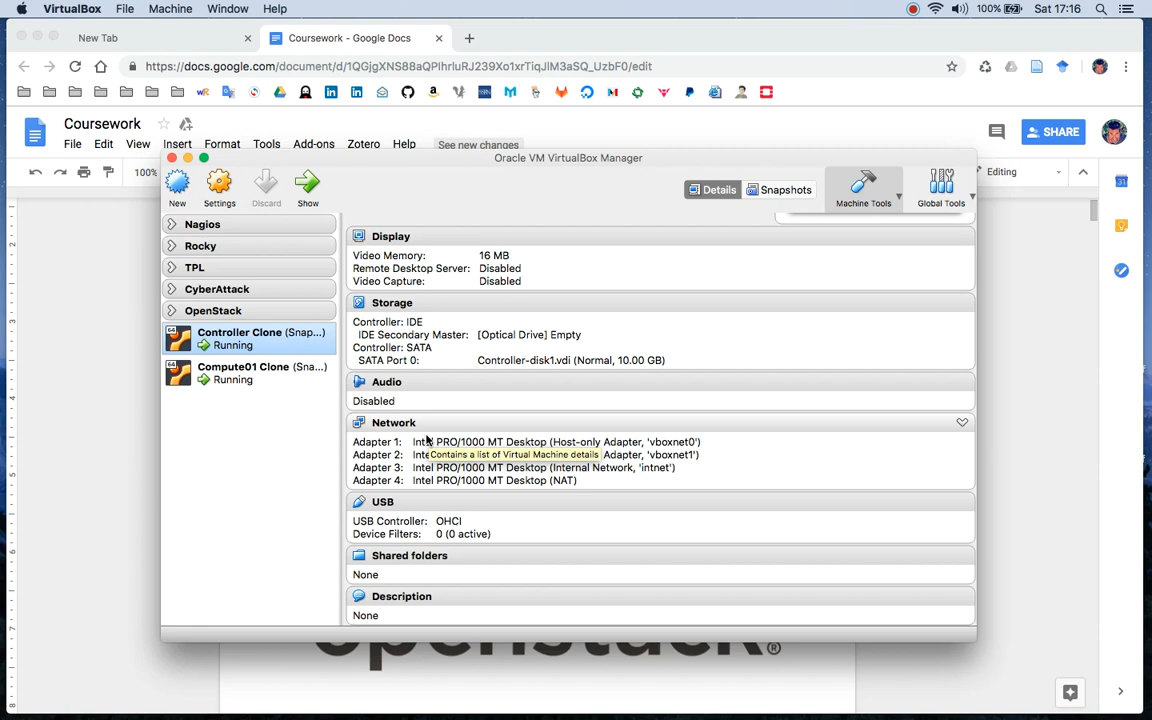 VirtualBox File Machine Window Help 100% Sat 17:16
New Tab
Coursework - Google Docs
https://docs.google.com/document/d/1QGjgXNS88aQPIhrluRJ239Xo1xrTiqJIM3aSQ_UzbF0/edit
Coursework
SHARE
File Edit View Insert Format Tools Add-ons Zotero Help See new changes
100%
Editing
Oracle VM VirtualBox Manager
New Settings Discard Show
Details Snapshots
Machine Tools Global Tools
Nagios
Rocky
TPL
CyberAttack
OpenStack
Controller Clone (Snap...)
Running
Compute01 Clone (Sna...)
Running
Display
Video Memory: 16 MB
Remote Desktop Server: Disabled
Video Capture: Disabled
Storage
Controller: IDE
IDE Secondary Master: [Optical Drive] Empty
Controller: SATA
SATA Port 0: Controller-disk1.vdi (Normal, 10.00 GB)
Audio
Disabled
Network
Adapter 1: Intel PRO/1000 MT Desktop (Host-only Adapter, 'vboxnet0')
Adapter 2: Inte Adapter, 'vboxnet1')
Contains a list of Virtual Machine details
Adapter 3: Intel PRO/1000 MT Desktop (Internal Network, 'intnet')
Adapter 4: Intel PRO/1000 MT Desktop (NAT)
USB
USB Controller: OHCI
Device Filters: 0 (0 active)
Shared folders
None
Description
None
openstack®